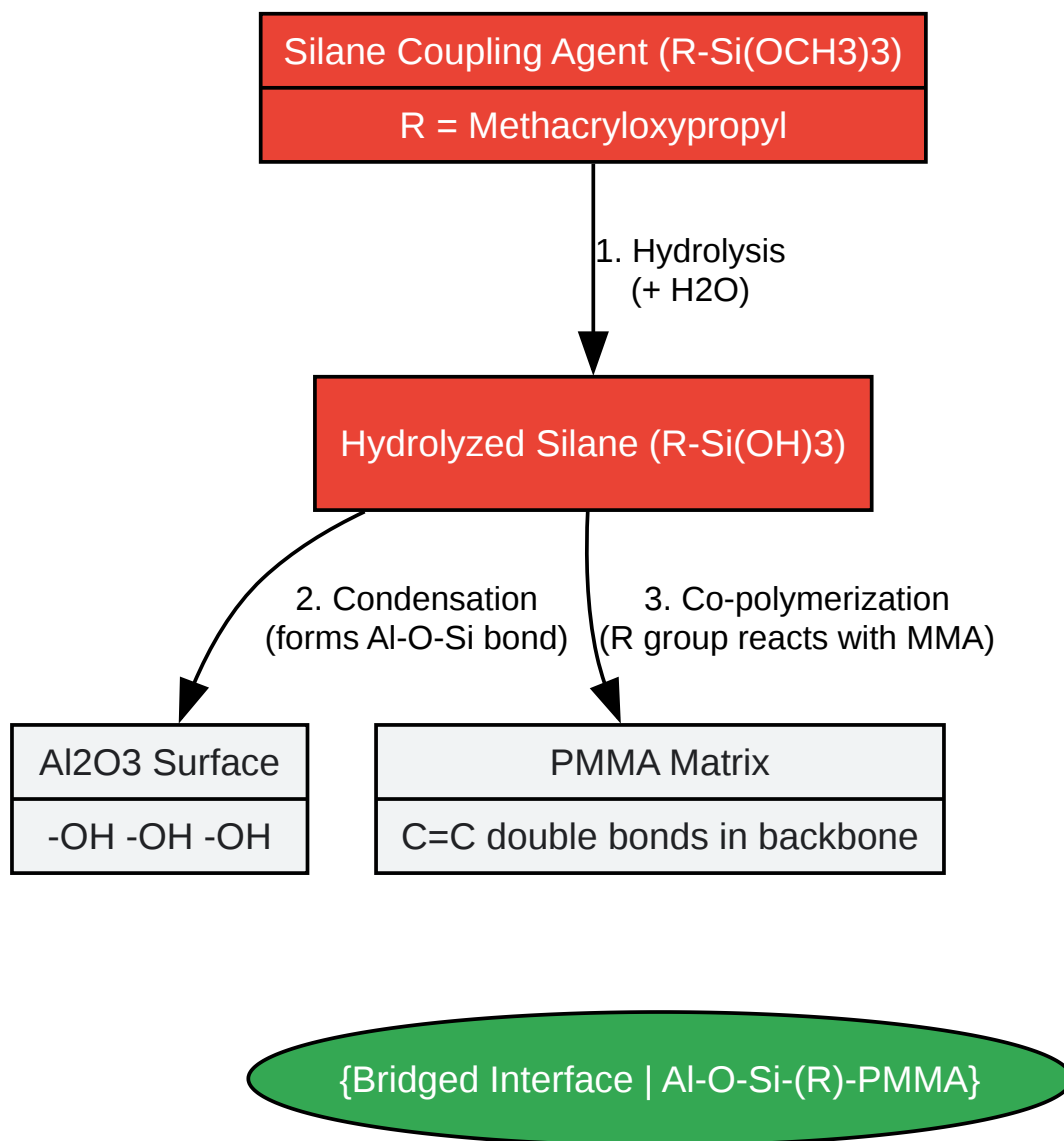 Silane Coupling Agent (R-Si(OCH3)3)
R = Methacryloxypropyl
1. Hydrolysis
(+ H2O)
Hydrolyzed Silane (R-Si(OH)3)
2. Condensation
(forms Al-O-Si bond)
3. Co-polymerization
(R group reacts with MMA)
Al2O3 Surface
-OH -OH -OH
PMMA Matrix
C=C double bonds in backbone
{Bridged Interface | Al-O-Si-(R)-PMMA}